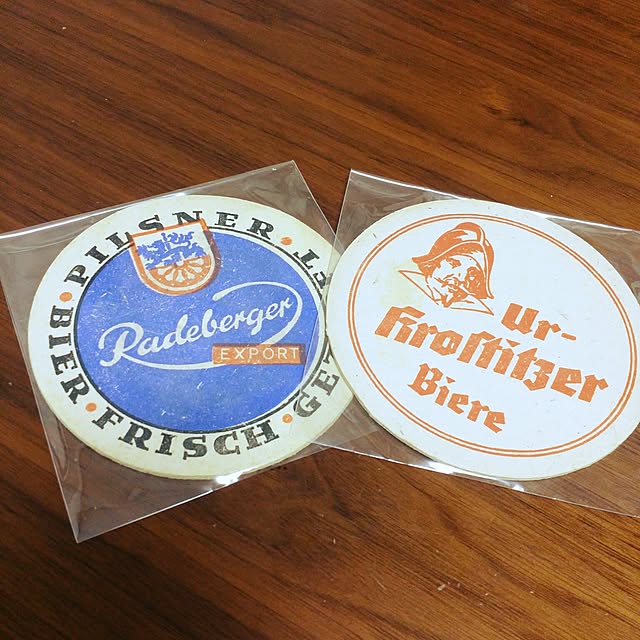 PILSNER
BIER
FRISCH
Radeberger
EXPORT
Ur-
Krostitzer
Biere